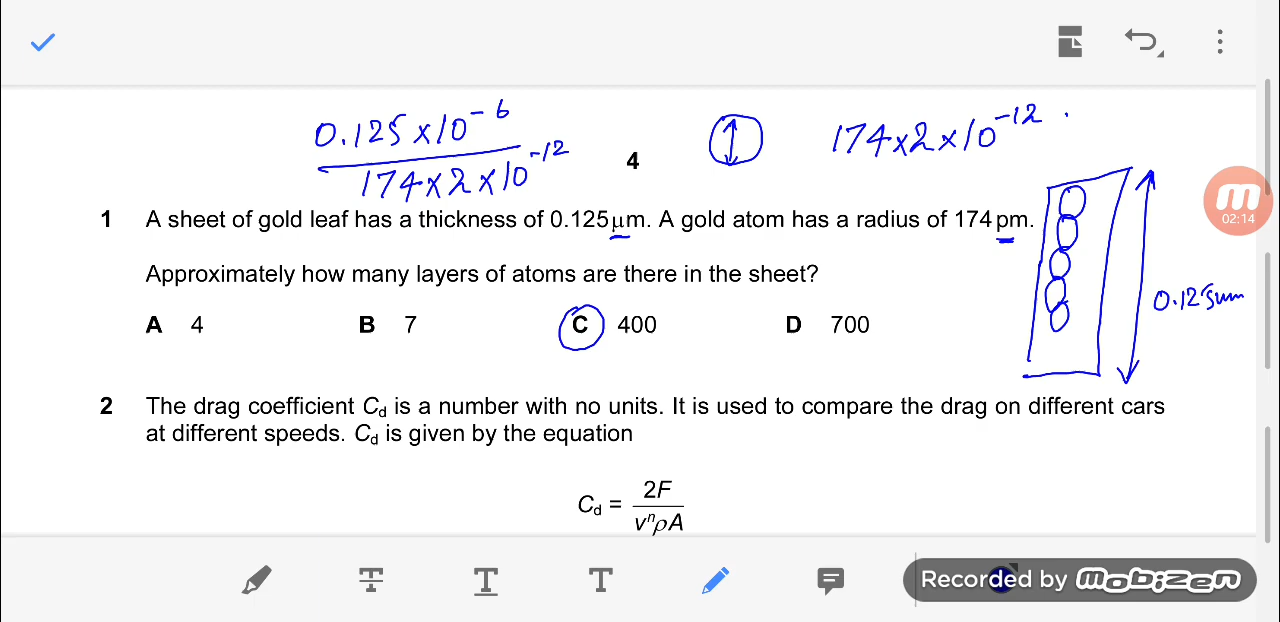 0.125 × 10⁻⁶
174 × 2 × 10⁻¹²
4
174 × 2 × 10⁻¹²
02:14
1 A sheet of gold leaf has a thickness of 0.125 μm. A gold atom has a radius of 174 pm.
Approximately how many layers of atoms are there in the sheet?
0.125um
A 4 B 7 C 400 D 700
2 The drag coefficient Cd is a number with no units. It is used to compare the drag on different cars
at different speeds. Cd is given by the equation
Cd = 2F
vⁿρA
T T T
Recorded by mobizen